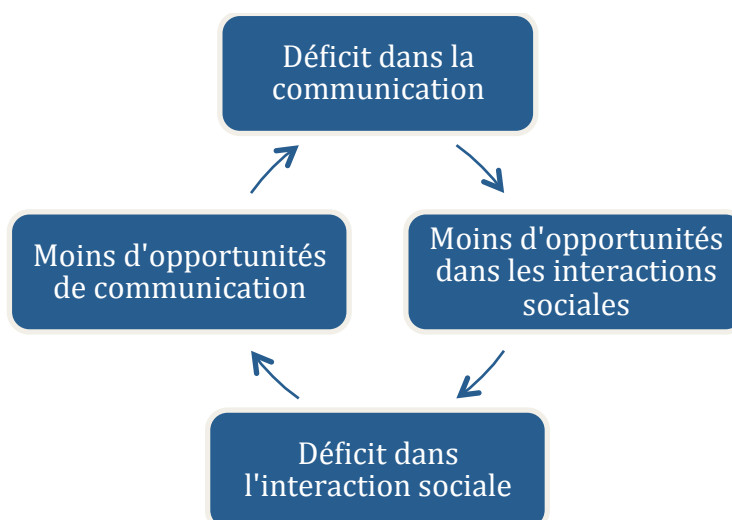 Déficit dans la
communication
Moins d'opportunités
de communication
Moins d'opportunités
dans les interactions
sociales
Déficit dans
l'interaction sociale